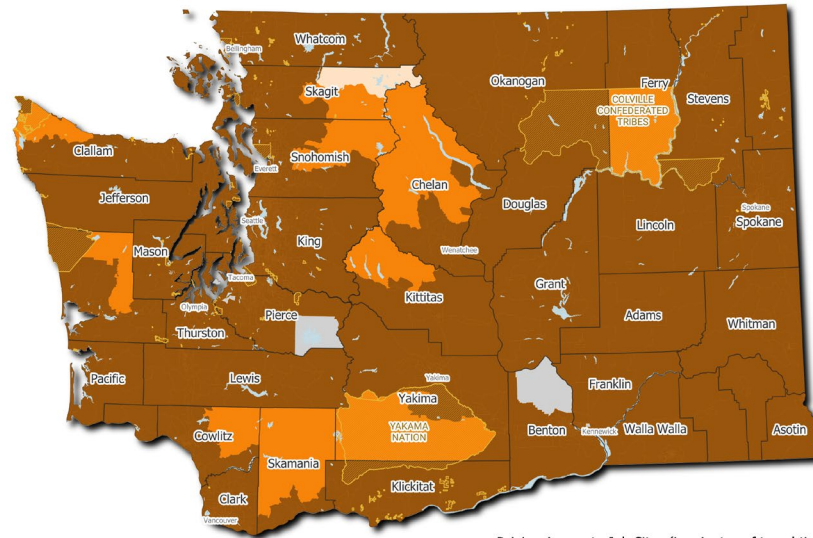 Whatcom
Bellingham
Okanogan
Ferry
Skagit
Stevens
COLVILLE
CONFEDERATED
TRIBES
Clallam
Snohomish
Everett
Chelan
Jefferson
Douglas
Seattle
Spokane
Lincoln
Spokane
Mason
King
Wenatchee
Tacoma
Grant
Kittitas
Olympia
Pierce
Adams
Thurston
Whitman
Pacific
Lewis
Yakima
Franklin
Yakima
Cowlitz
YAKAMA
NATION
Benton
Kennewick
Walla Walla
Asotin
Skamania
Klickitat
Clark
Vancouver